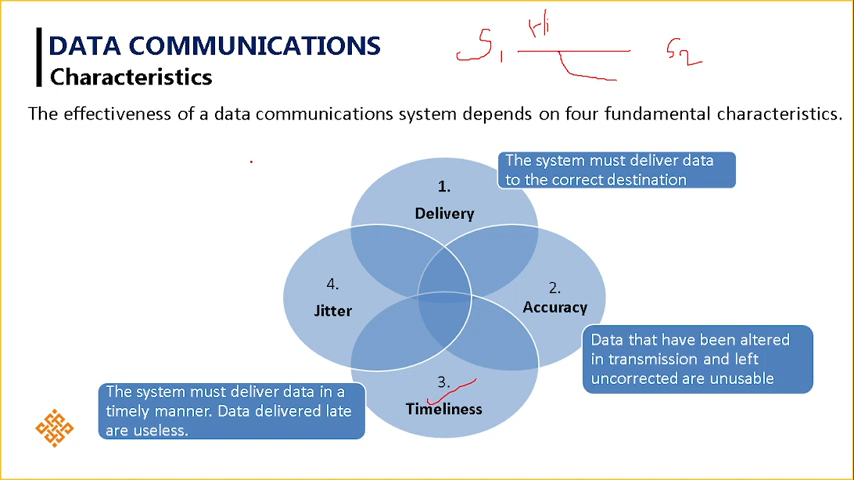 DATA COMMUNICATIONS
Characteristics
S1
S2
The effectiveness of a data communications system depends on four fundamental characteristics.
The system must deliver data
to the correct destination
1.
Delivery
4.
Jitter
2.
Accuracy
Data that have been altered
in transmission and left
uncorrected are unusable
3.
Timeliness
The system must deliver data in a
timely manner. Data delivered late
are useless.